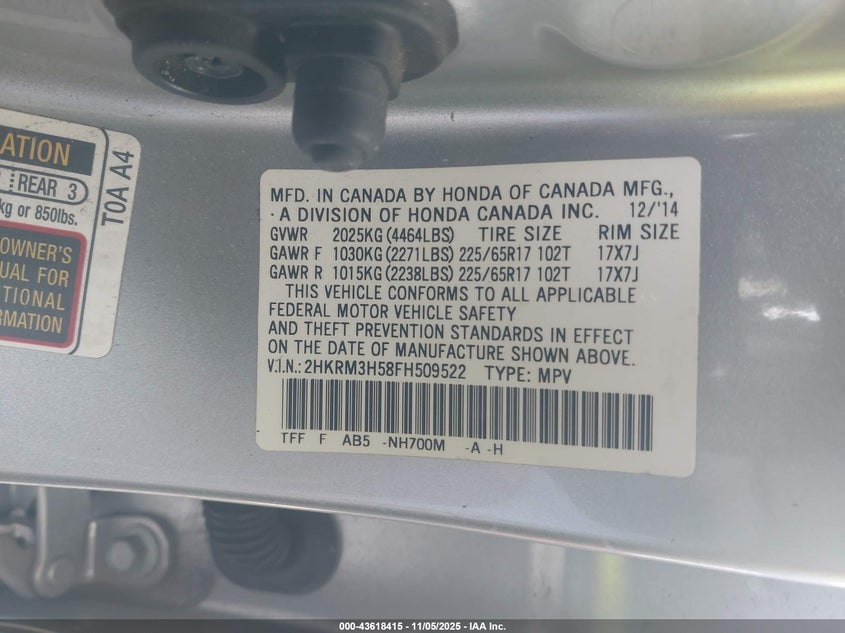 ATION
REAR 3
kg or 850lbs.
OWNER'S
UAL FOR
TIONAL
RMATION
T0A A4
MFD. IN CANADA BY HONDA OF CANADA MFG.,
A DIVISION OF HONDA CANADA INC. 12/'14
GVWR 2025KG (4464LBS) TIRE SIZE RIM SIZE
GAWR F 1030KG (2271LBS) 225/65R17 102T 17X7J
GAWR R 1015KG (2238LBS) 225/65R17 102T 17X7J
THIS VEHICLE CONFORMS TO ALL APPLICABLE
FEDERAL MOTOR VEHICLE SAFETY
AND THEFT PREVENTION STANDARDS IN EFFECT
ON THE DATE OF MANUFACTURE SHOWN ABOVE.
V.I.N.: 2HKRM3H58FH509522 TYPE: MPV
TFF F AB5 -NH700M -A -H
000-43618415 - 11/05/2025 - IAA Inc.